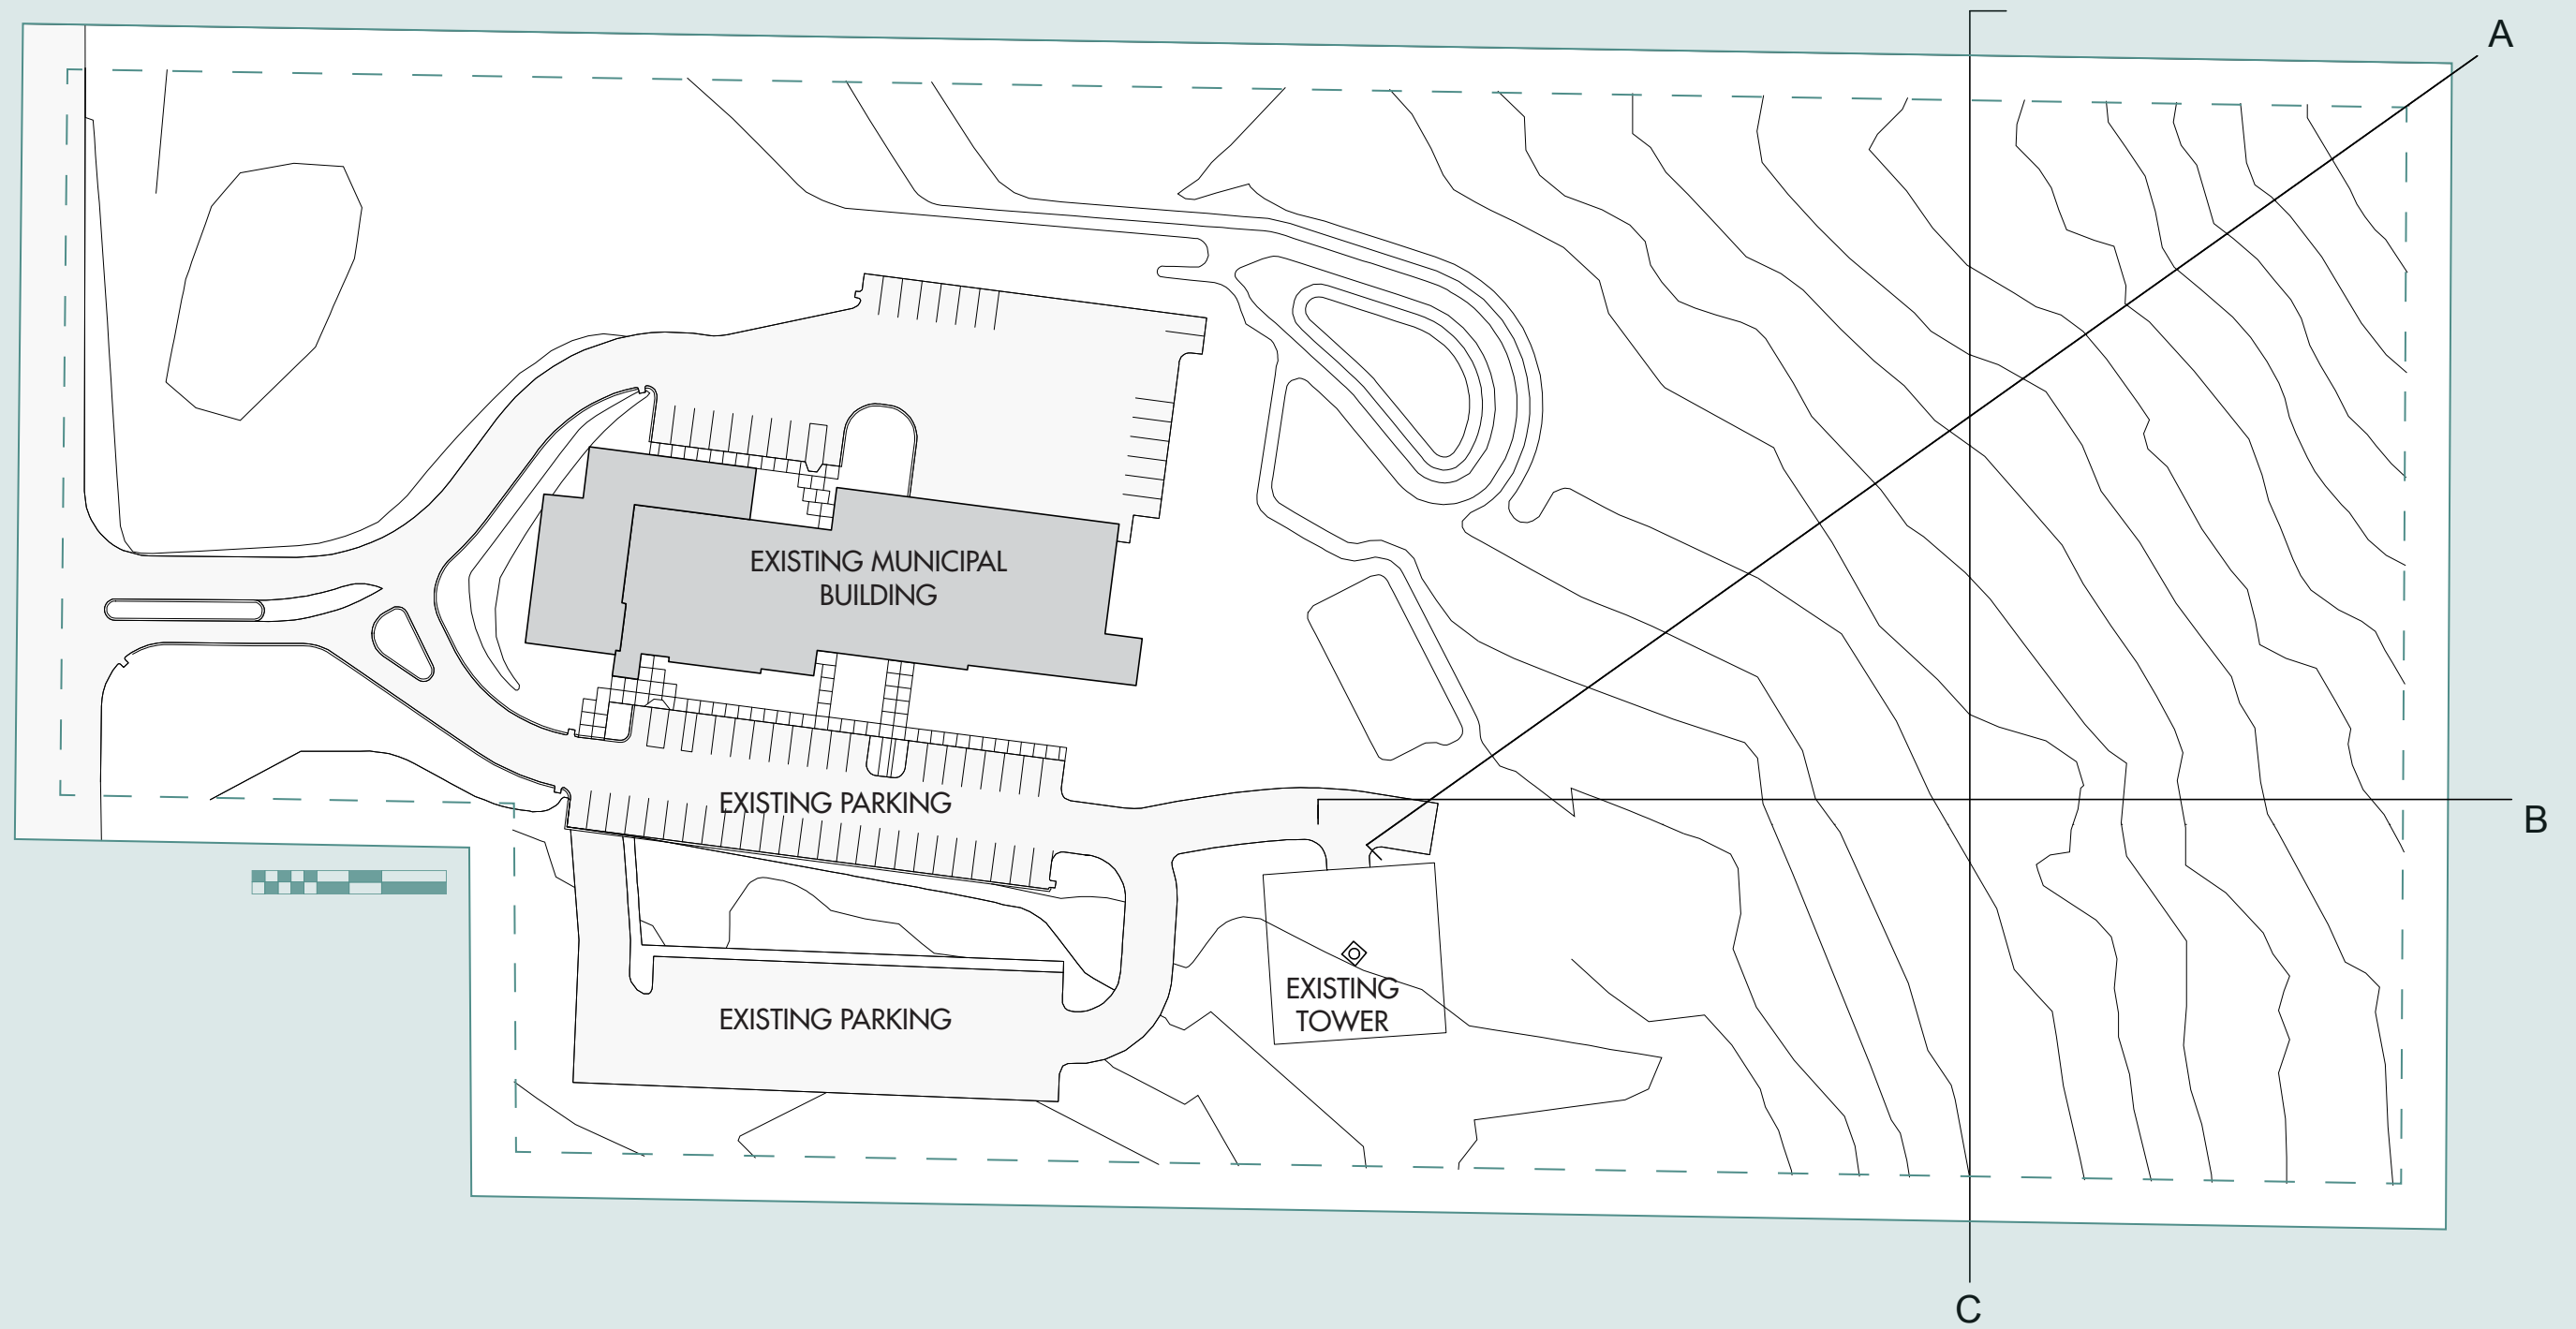 A
EXISTING MUNICIPAL
BUILDING
EXISTING PARKING
B
EXISTING
TOWER
EXISTING PARKING
C